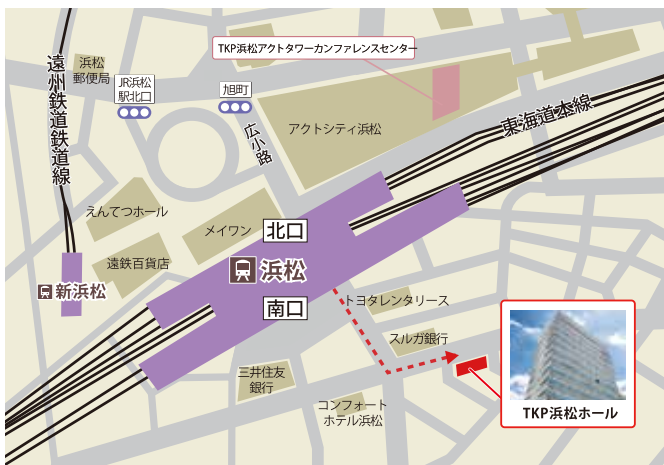 TKP浜松アクトタワーカンファレンスセンター
浜松
郵便局
JR浜松
駅北口
旭町
遠州鉄道鉄道線
広小路
アクトシティ浜松
東海道本線
えんてつホール
メイワン
北口
遠鉄百貨店
浜松
新浜松
南口
トヨタレンタリース
スルガ銀行
三井住友
銀行
コンフォート
ホテル浜松
TKP浜松ホール